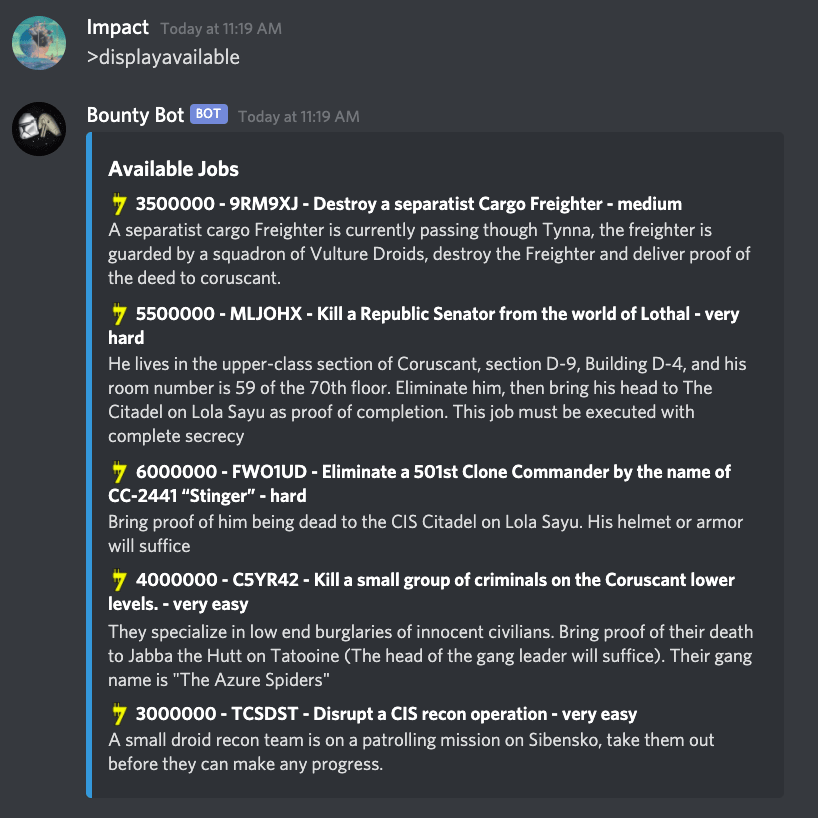 Impact Today at 11:19 AM
>displayavailable
Bounty Bot BOT Today at 11:19 AM
Available Jobs
3500000 - 9RM9XJ - Destroy a separatist Cargo Freighter - medium
A separatist cargo Freighter is currently passing though Tynna, the freighter is
guarded by a squadron of Vulture Droids, destroy the Freighter and deliver proof of
the deed to coruscant.
5500000 - MLJOHX - Kill a Republic Senator from the world of Lothal - very
hard
He lives in the upper-class section of Coruscant, section D-9, Building D-4, and his
room number is 59 of the 70th floor. Eliminate him, then bring his head to The
Citadel on Lola Sayu as proof of completion. This job must be executed with
complete secrecy
6000000 - FWO1UD - Eliminate a 501st Clone Commander by the name of
CC-2441 “Stinger” - hard
Bring proof of him being dead to the CIS Citadel on Lola Sayu. His helmet or armor
will suffice
4000000 - C5YR42 - Kill a small group of criminals on the Coruscant lower
levels. - very easy
They specialize in low end burglaries of innocent civilians. Bring proof of their death
to Jabba the Hutt on Tatooine (The head of the gang leader will suffice). Their gang
name is "The Azure Spiders"
3000000 - TCSDST - Disrupt a CIS recon operation - very easy
A small droid recon team is on a patrolling mission on Sibensko, take them out
before they can make any progress.